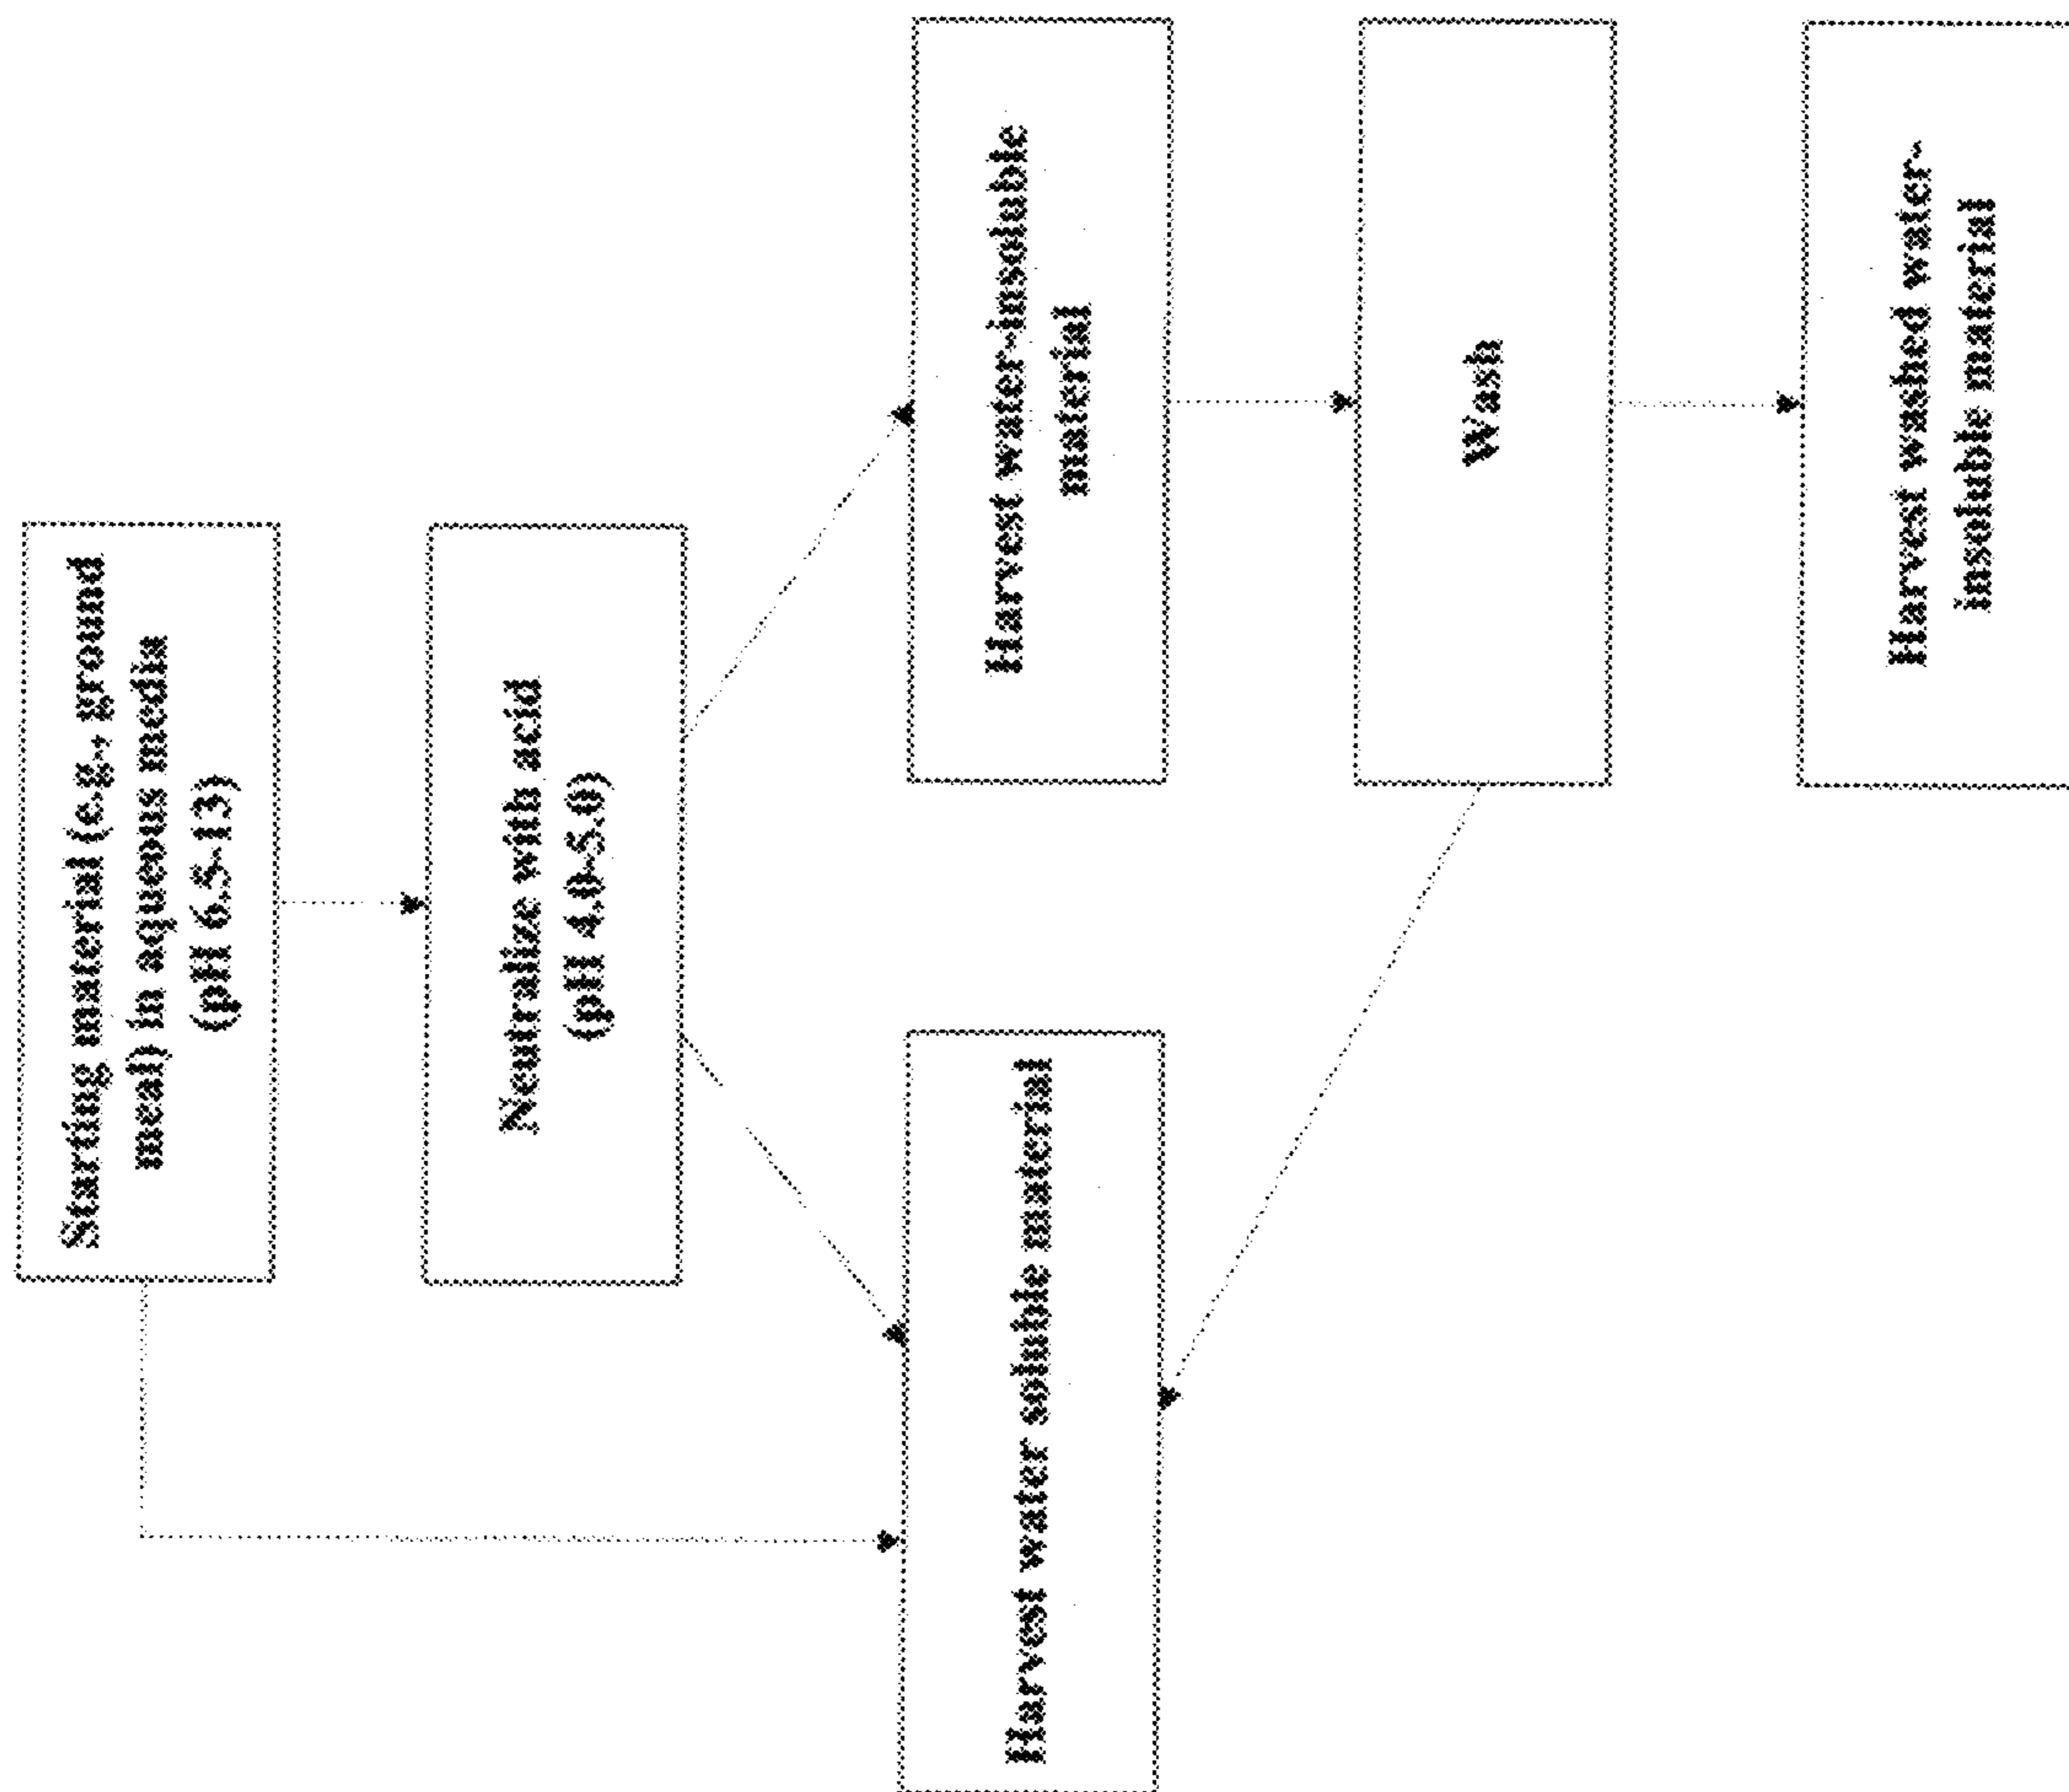 Starting material (e.g., ground
meal) in aqueous media
(pH 6.5-13)
Neutralize with acid
(pH 4.0-5.0)
Harvest water-insoluble
material
Harvest water soluble material
Wash
Harvest washed water-
insoluble material